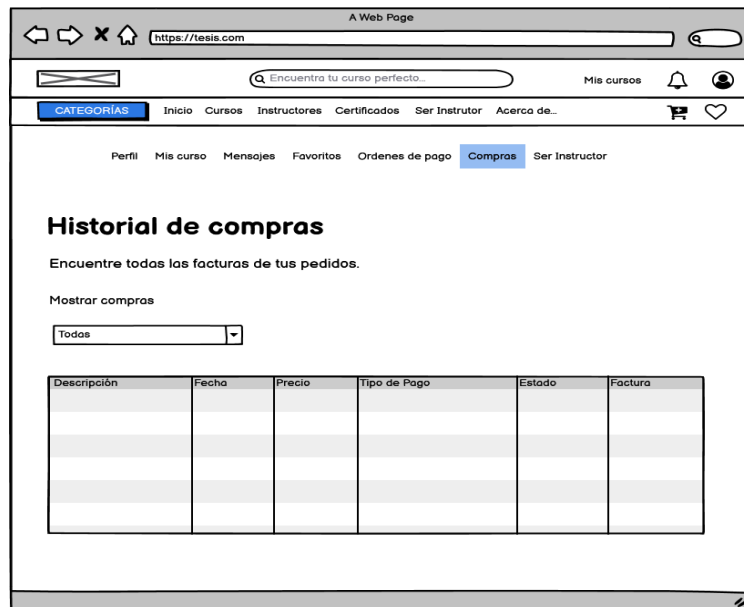 A Web Page
https://tesis.com
Encuentra tu curso perfecto... Mis cursos
CATEGORÍAS Inicio Cursos Instructores Certificados Ser Instrutor Acerca de...
Perfil Mis curso Mensajes Favoritos Ordenes de pago Compras Ser Instructor
Historial de compras
Encuentre todas las facturas de tus pedidos.
Mostrar compras
Todas
Descripción Fecha Precio Tipo de Pago Estado Factura